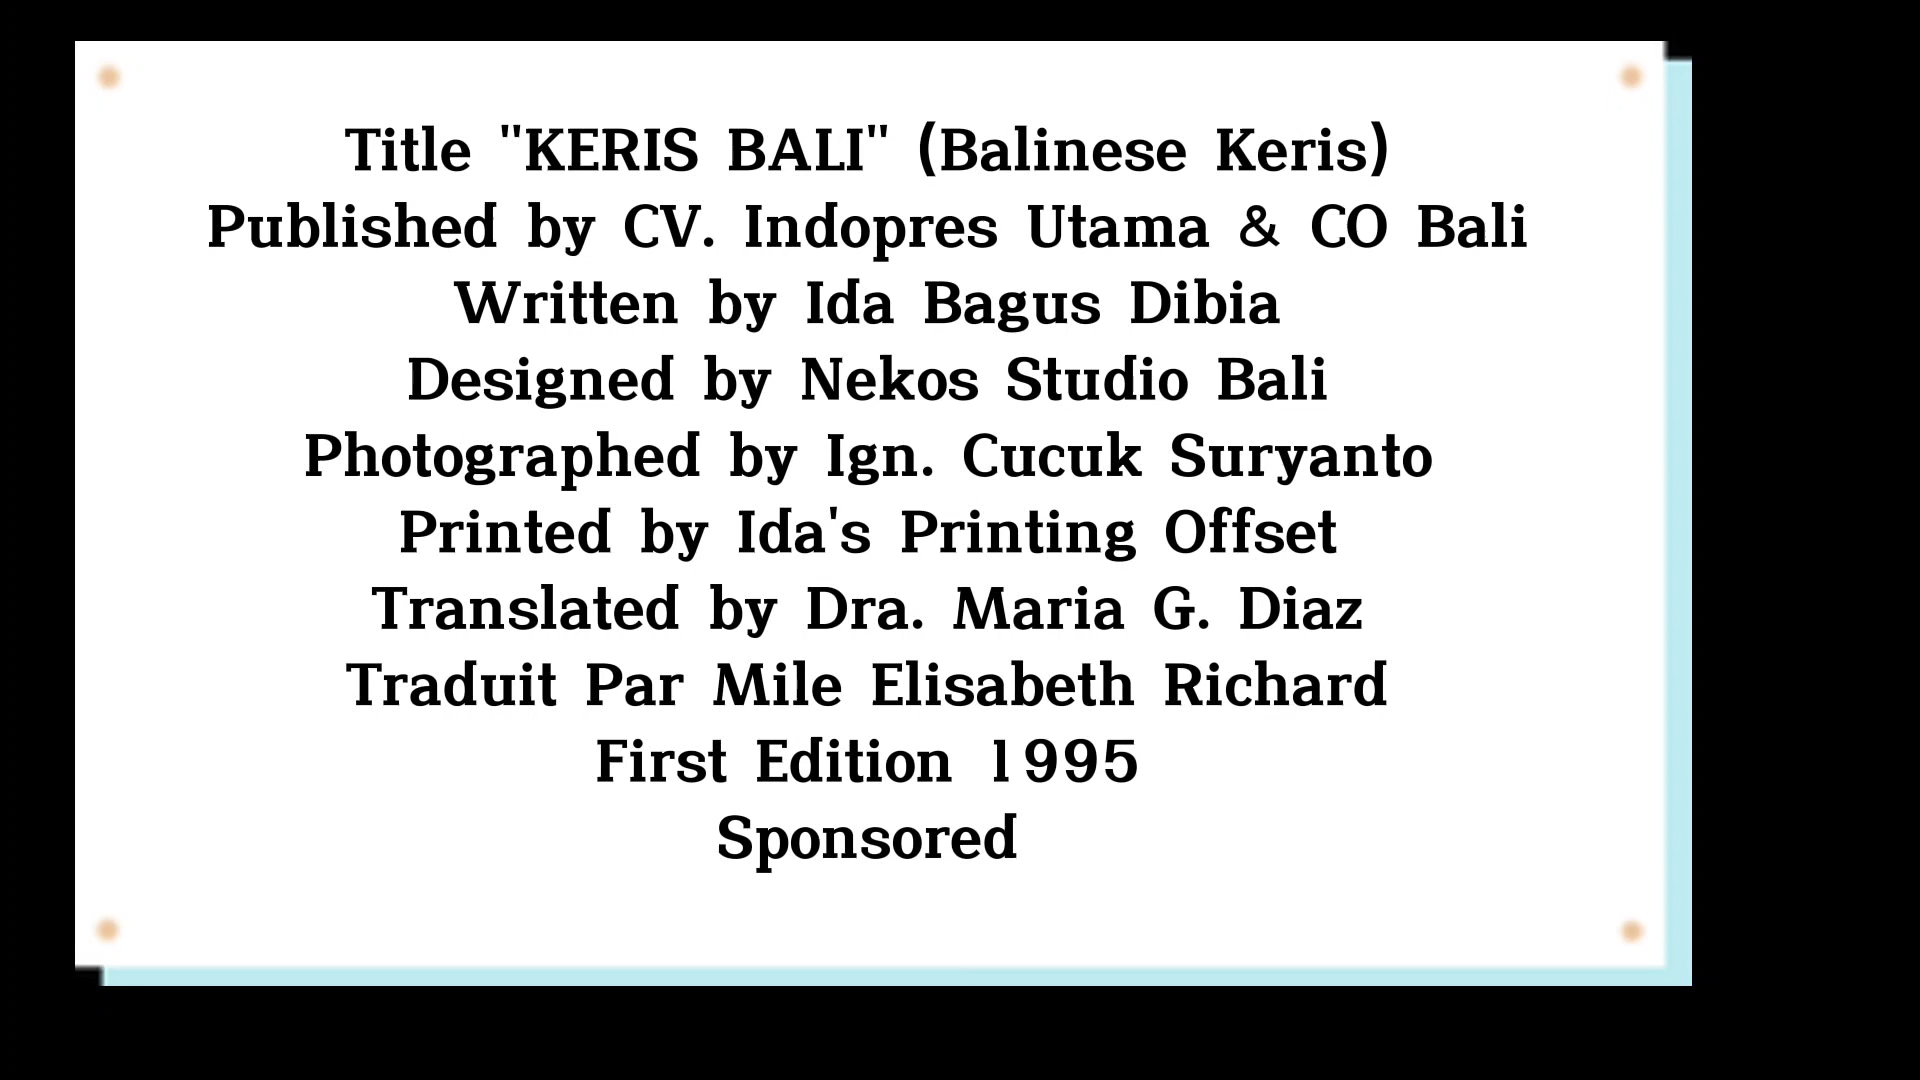 Title "KERIS BALI" (Balinese Keris)
Published by CV. Indopres Utama & CO Bali
Written by Ida Bagus Dibia
Designed by Nekos Studio Bali
Photographed by Ign. Cucuk Suryanto
Printed by Ida's Printing Offset
Translated by Dra. Maria G. Diaz
Traduit Par Mile Elisabeth Richard
First Edition 1995
Sponsored